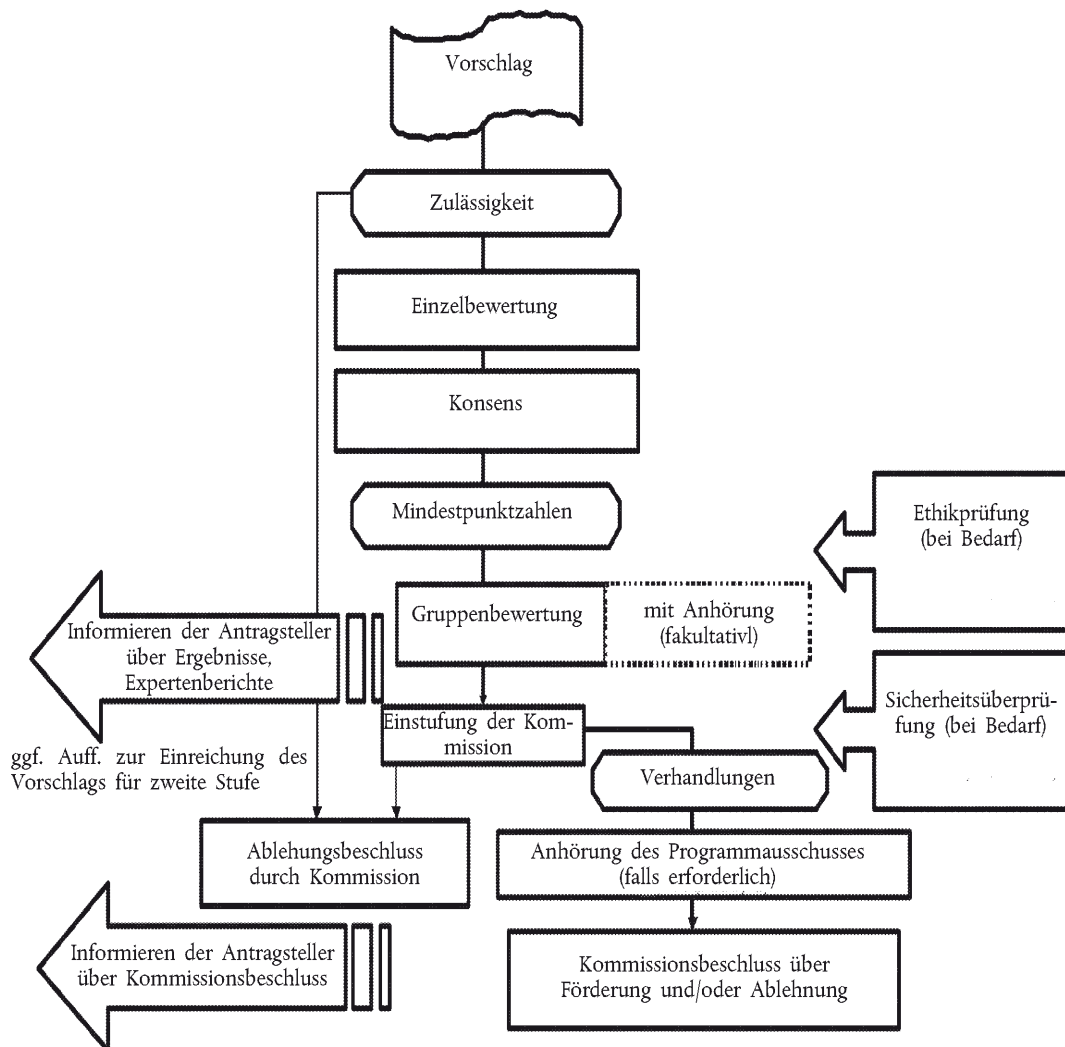 Vorschlag
Zulässigkeit
Einzelbewertung
Konsens
Mindestpunktzahlen
Ethikprüfung
(bei Bedarf)
Gruppenbewertung
mit Anhörung
(fakultativl)
Informieren der Antragsteller
über Ergebnisse,
Expertenberichte
Einstufung der Kom-
mission
Sicherheitsüberprü-
fung (bei Bedarf)
ggf. Auff. zur Einreichung des
Vorschlags für zweite Stufe
Verhandlungen
Ablehungsbeschluss
durch Kommission
Anhörung des Programmausschusses
(falls erforderlich)
Informieren der Antragsteller
über Kommissionsbeschluss
Kommissionsbeschluss über
Förderung und/oder Ablehnung